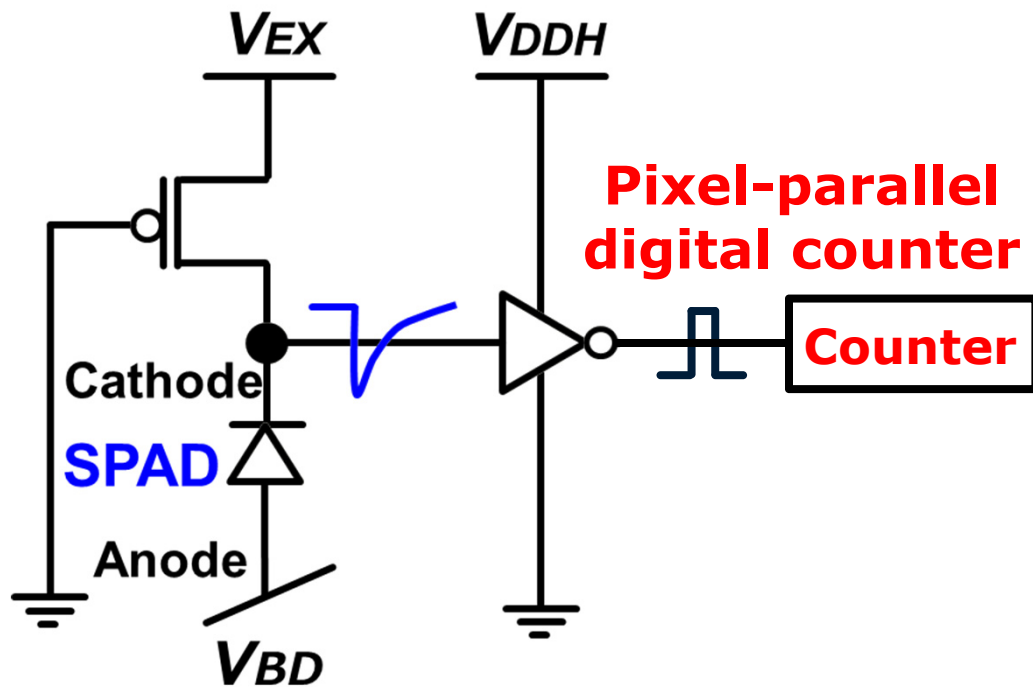 VEX
VDDH
Pixel-parallel
digital counter
Counter
Cathode
SPAD
Anode
VBD